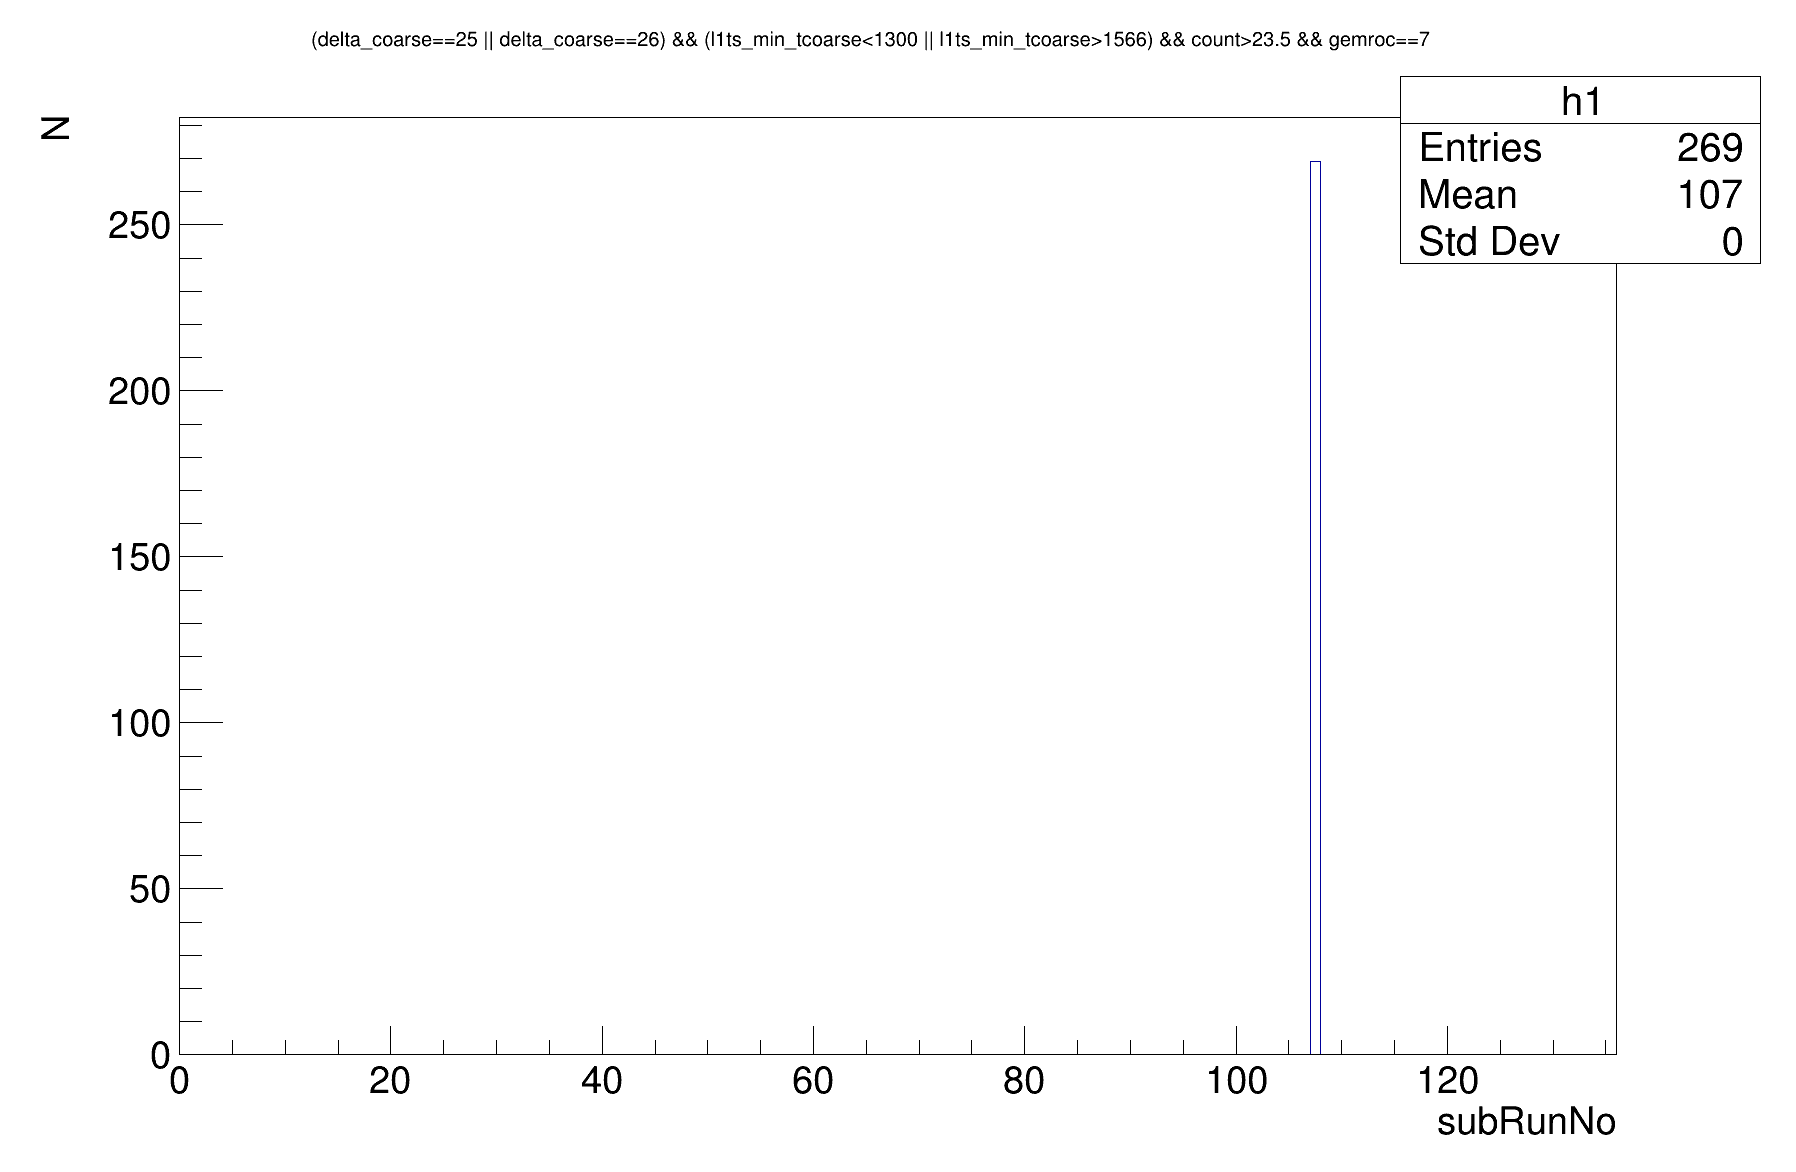 (delta_coarse==25 || delta_coarse==26) && (l1ts_min_tcoarse<1300 || l1ts_min_tcoarse>1566) && count>23.5 && gemroc==7
N
h1
Entries 269
Mean 107
Std Dev 0
250
200
150
100
50
0
0 20 40 60 80 100 120
subRunNo